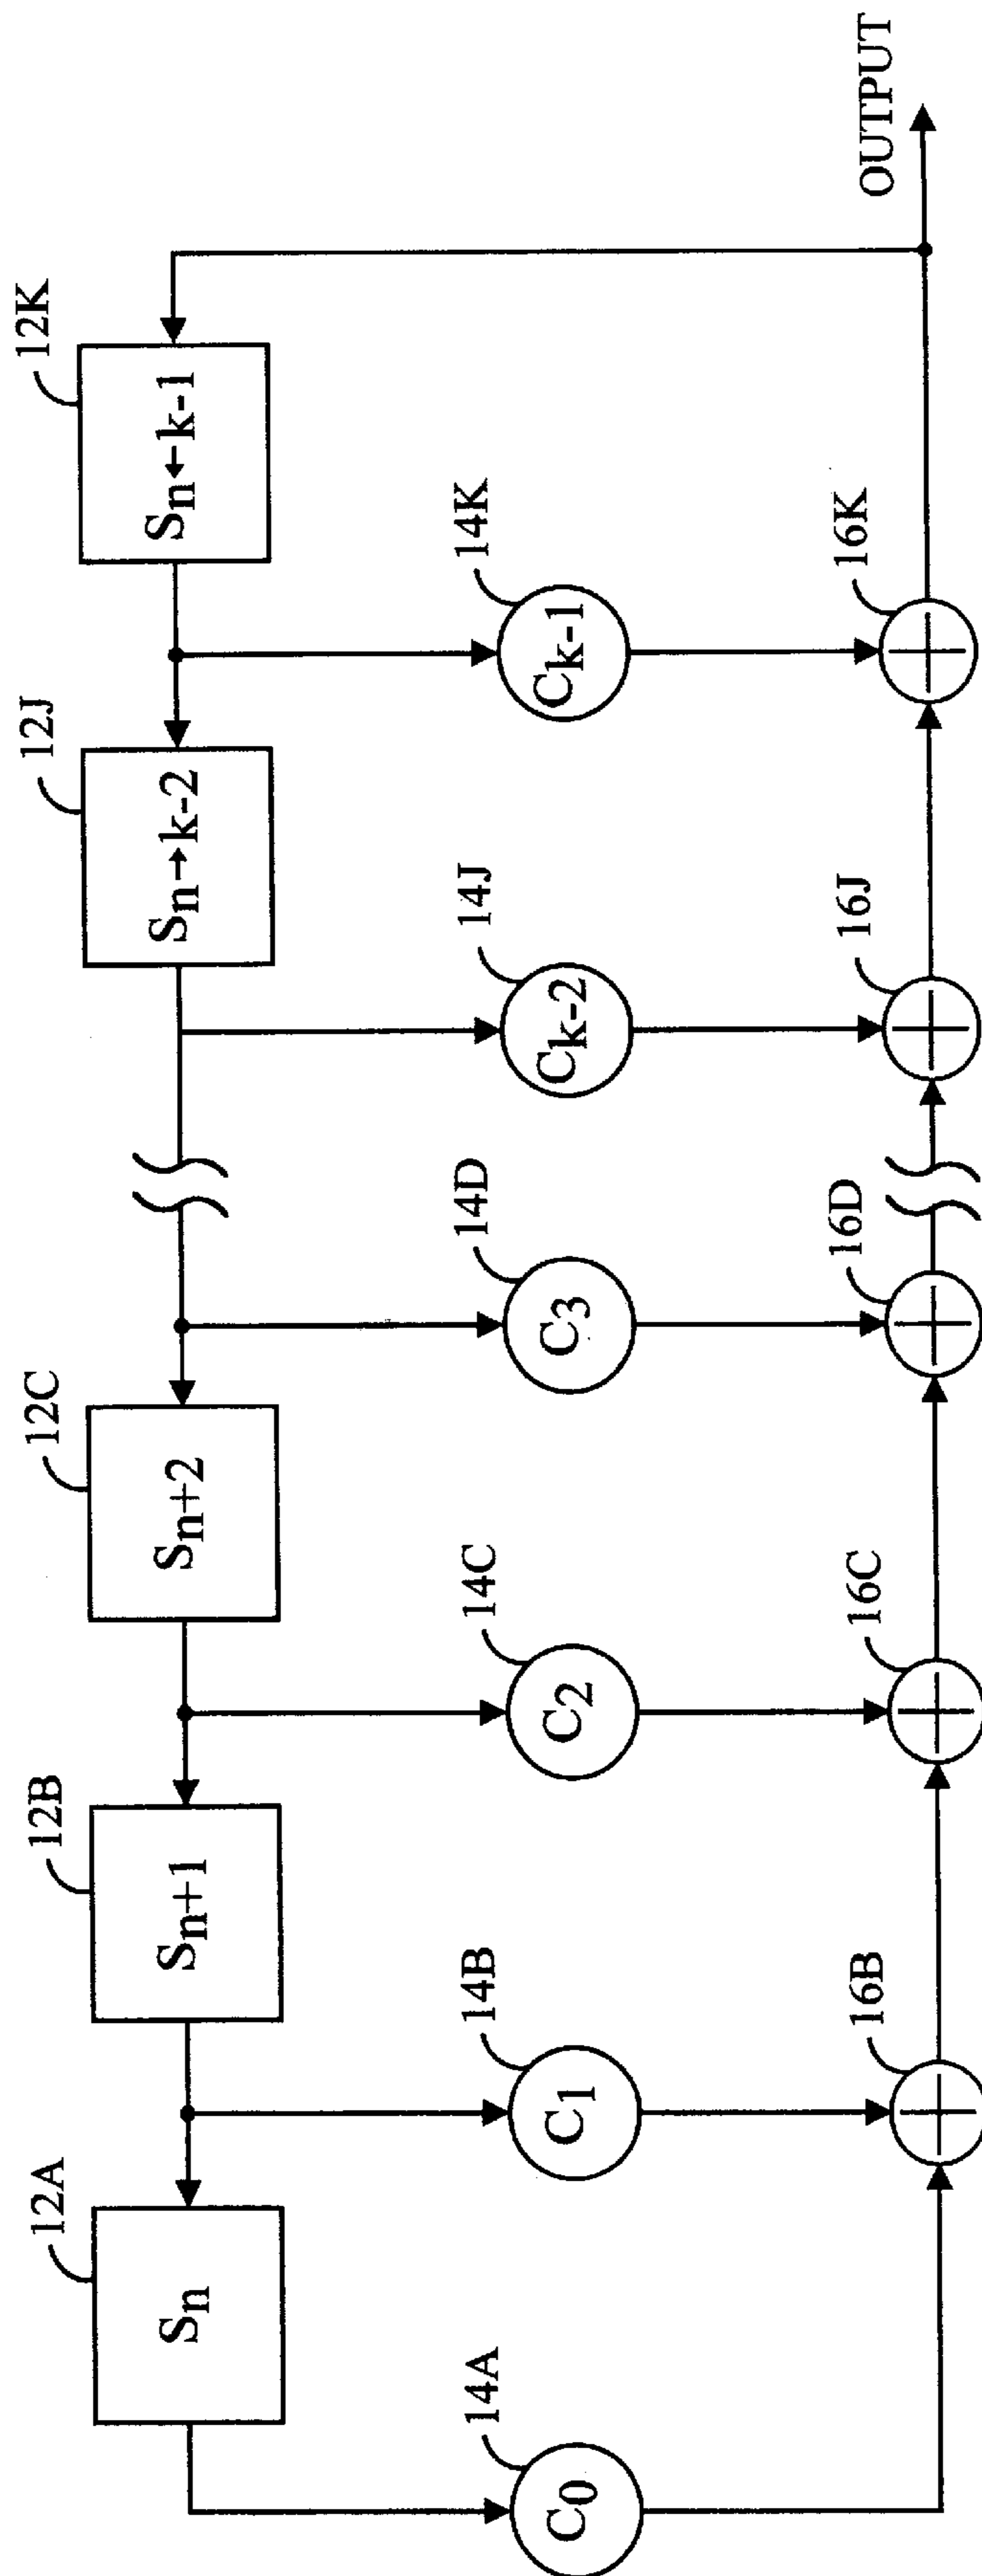 12A 12B 12C 12J 12K
Sn Sn+1 Sn+2 Sn→k-2 Sn←k-1
14A 14B 14C 14D 14J 14K
C0 C1 C2 C3 Ck-2 Ck-1
16B 16C 16D 16J 16K
OUTPUT